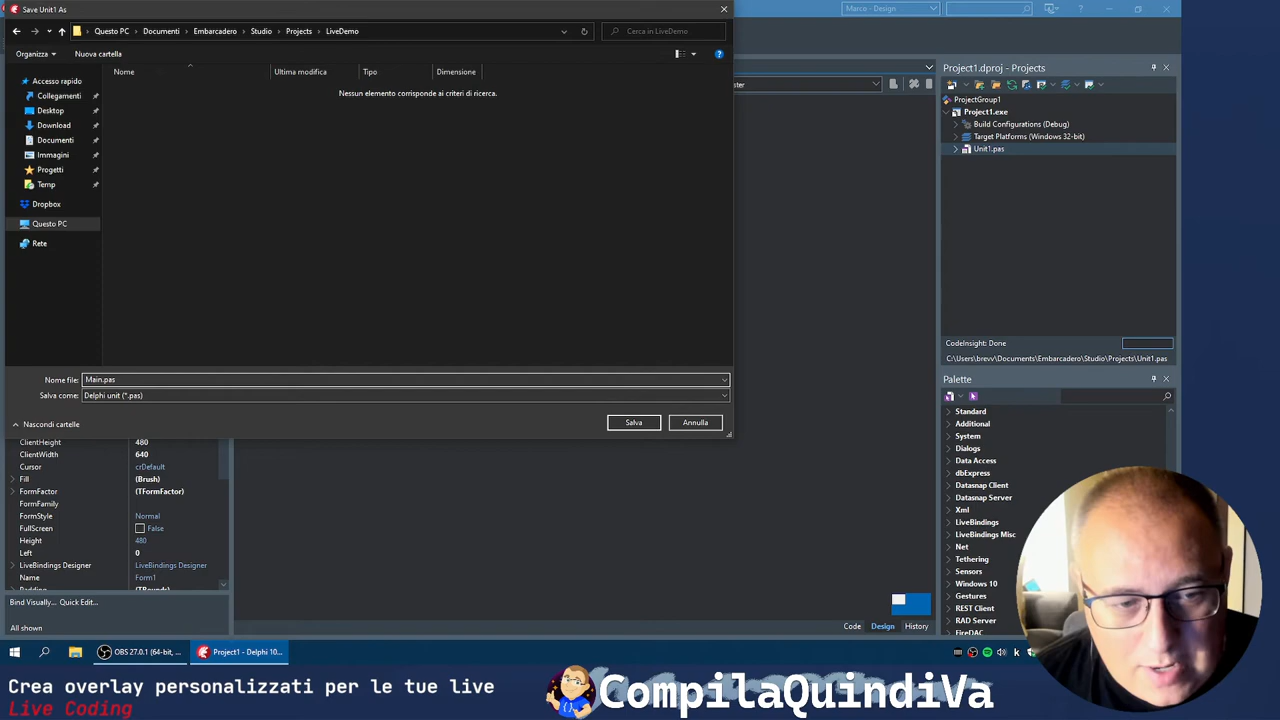 Save Unit1 As
Marco - Design
Questo PC > Documenti > Embarcadero > Studio > Projects > LiveDemo
Cerca in LiveDemo
Organizza
Nuova cartella
Nome
Ultima modifica
Tipo
Dimensione
Nessun elemento corrisponde ai criteri di ricerca.
Accesso rapido
Collegamenti
Desktop
Download
Documenti
Immagini
Progetti
Temp
Dropbox
Questo PC
Rete
Nome file:
Main.pas
Salva come:
Delphi unit (*.pas)
Nascondi cartelle
Salva
Annulla
Project1.dproj - Projects
ProjectGroup1
Project1.exe
Build Configurations (Debug)
Target Platforms (Windows 32-bit)
Unit1.pas
CodeInsight: Done
C:\Users\brevv\Documents\Embarcadero\Studio\Projects\Unit1.pas
Palette
Standard
Additional
System
Dialogs
Data Access
dbExpress
Datasnap Client
Datasnap Server
Xml
LiveBindings
LiveBindings Misc
Net
Tethering
Sensors
Windows 10
Gestures
REST Client
RAD Server
FireDAC
ClientHeight 480
ClientWidth 640
Cursor crDefault
Fill (Brush)
FormFactor (TFormFactor)
FormFamily
FormStyle Normal
FullScreen False
Height 480
Left 0
LiveBindings Designer LiveBindings Designer
Name Form1
Padding (TBounds)
Bind Visually... Quick Edit...
All shown
Code
Design
History
OBS 27.0.1 (64-bit, ...
Project1 - Delphi 10...
Crea overlay personalizzati per le tue live
Live Coding
CompilaQuindiVa